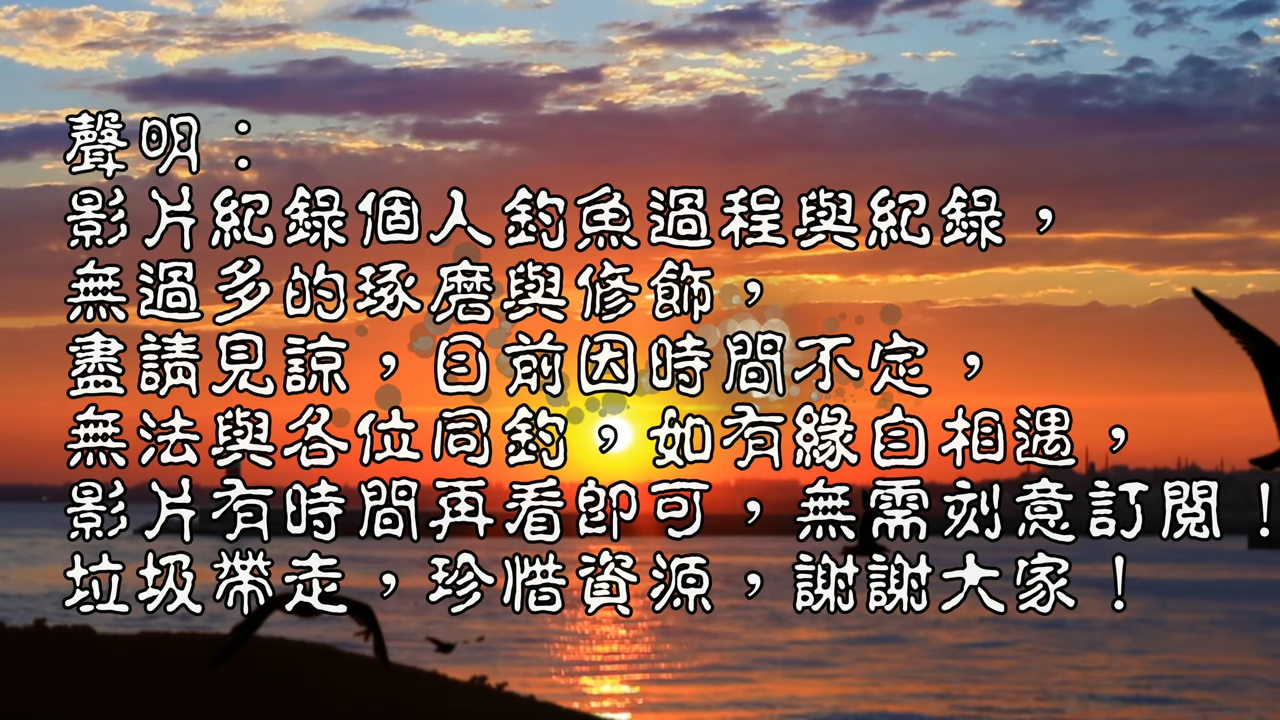 聲明：
影片紀錄個人釣魚過程與紀錄，
無過多的琢磨與修飾，
盡請見諒，目前因時間不定，
無法與各位同釣，如有緣自相遇，
影片有時間再看即可，無需刻意訂閱！
垃圾帶走，珍惜資源，謝謝大家！